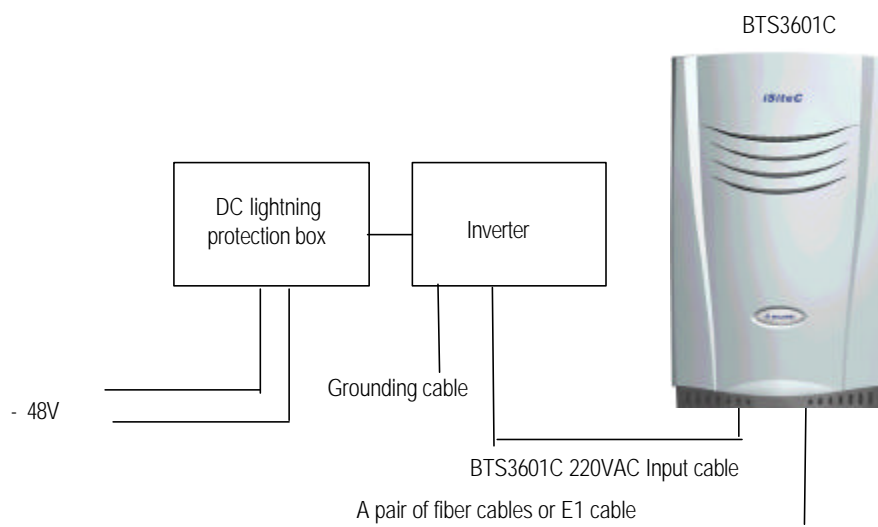 BTS3601C
iSiteC
DC lightning
protection box
Inverter
Grounding cable
- 48V
BTS3601C 220VAC Input cable
A pair of fiber cables or E1 cable